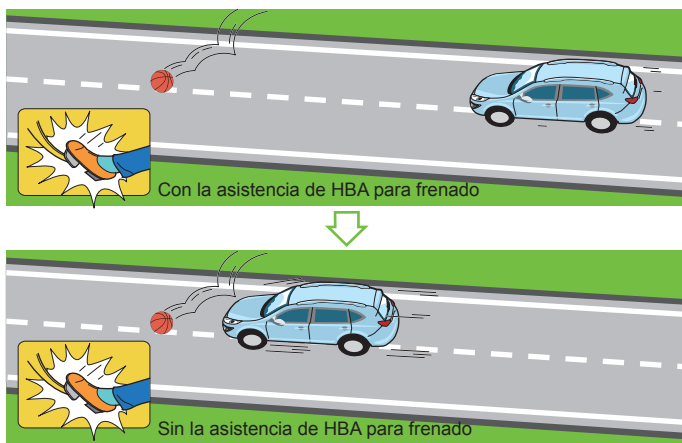 Con la asistencia de HBA para frenado
Sin la asistencia de HBA para frenado